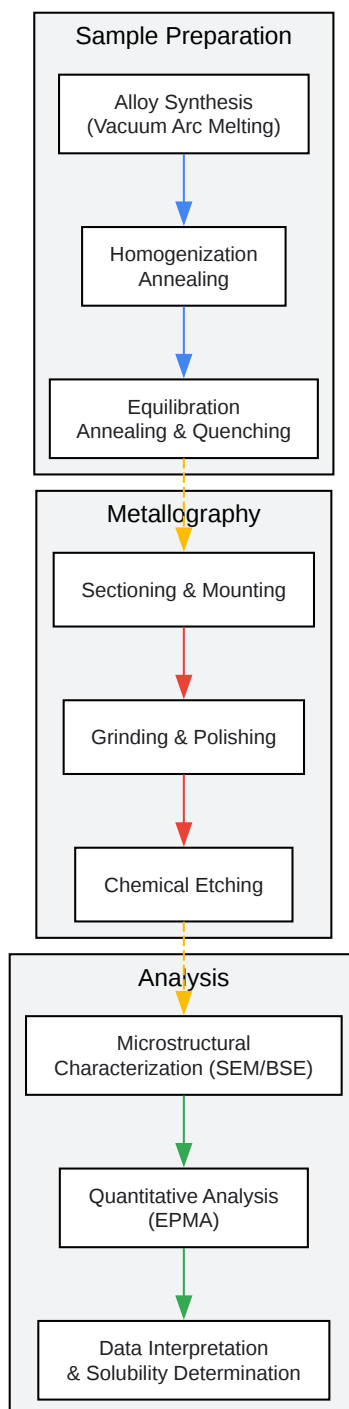 Sample Preparation
Alloy Synthesis
(Vacuum Arc Melting)
Homogenization
Annealing
Equilibration
Annealing & Quenching
Metallography
Sectioning & Mounting
Grinding & Polishing
Chemical Etching
Analysis
Microstructural
Characterization (SEM/BSE)
Quantitative Analysis
(EPMA)
Data Interpretation
& Solubility Determination